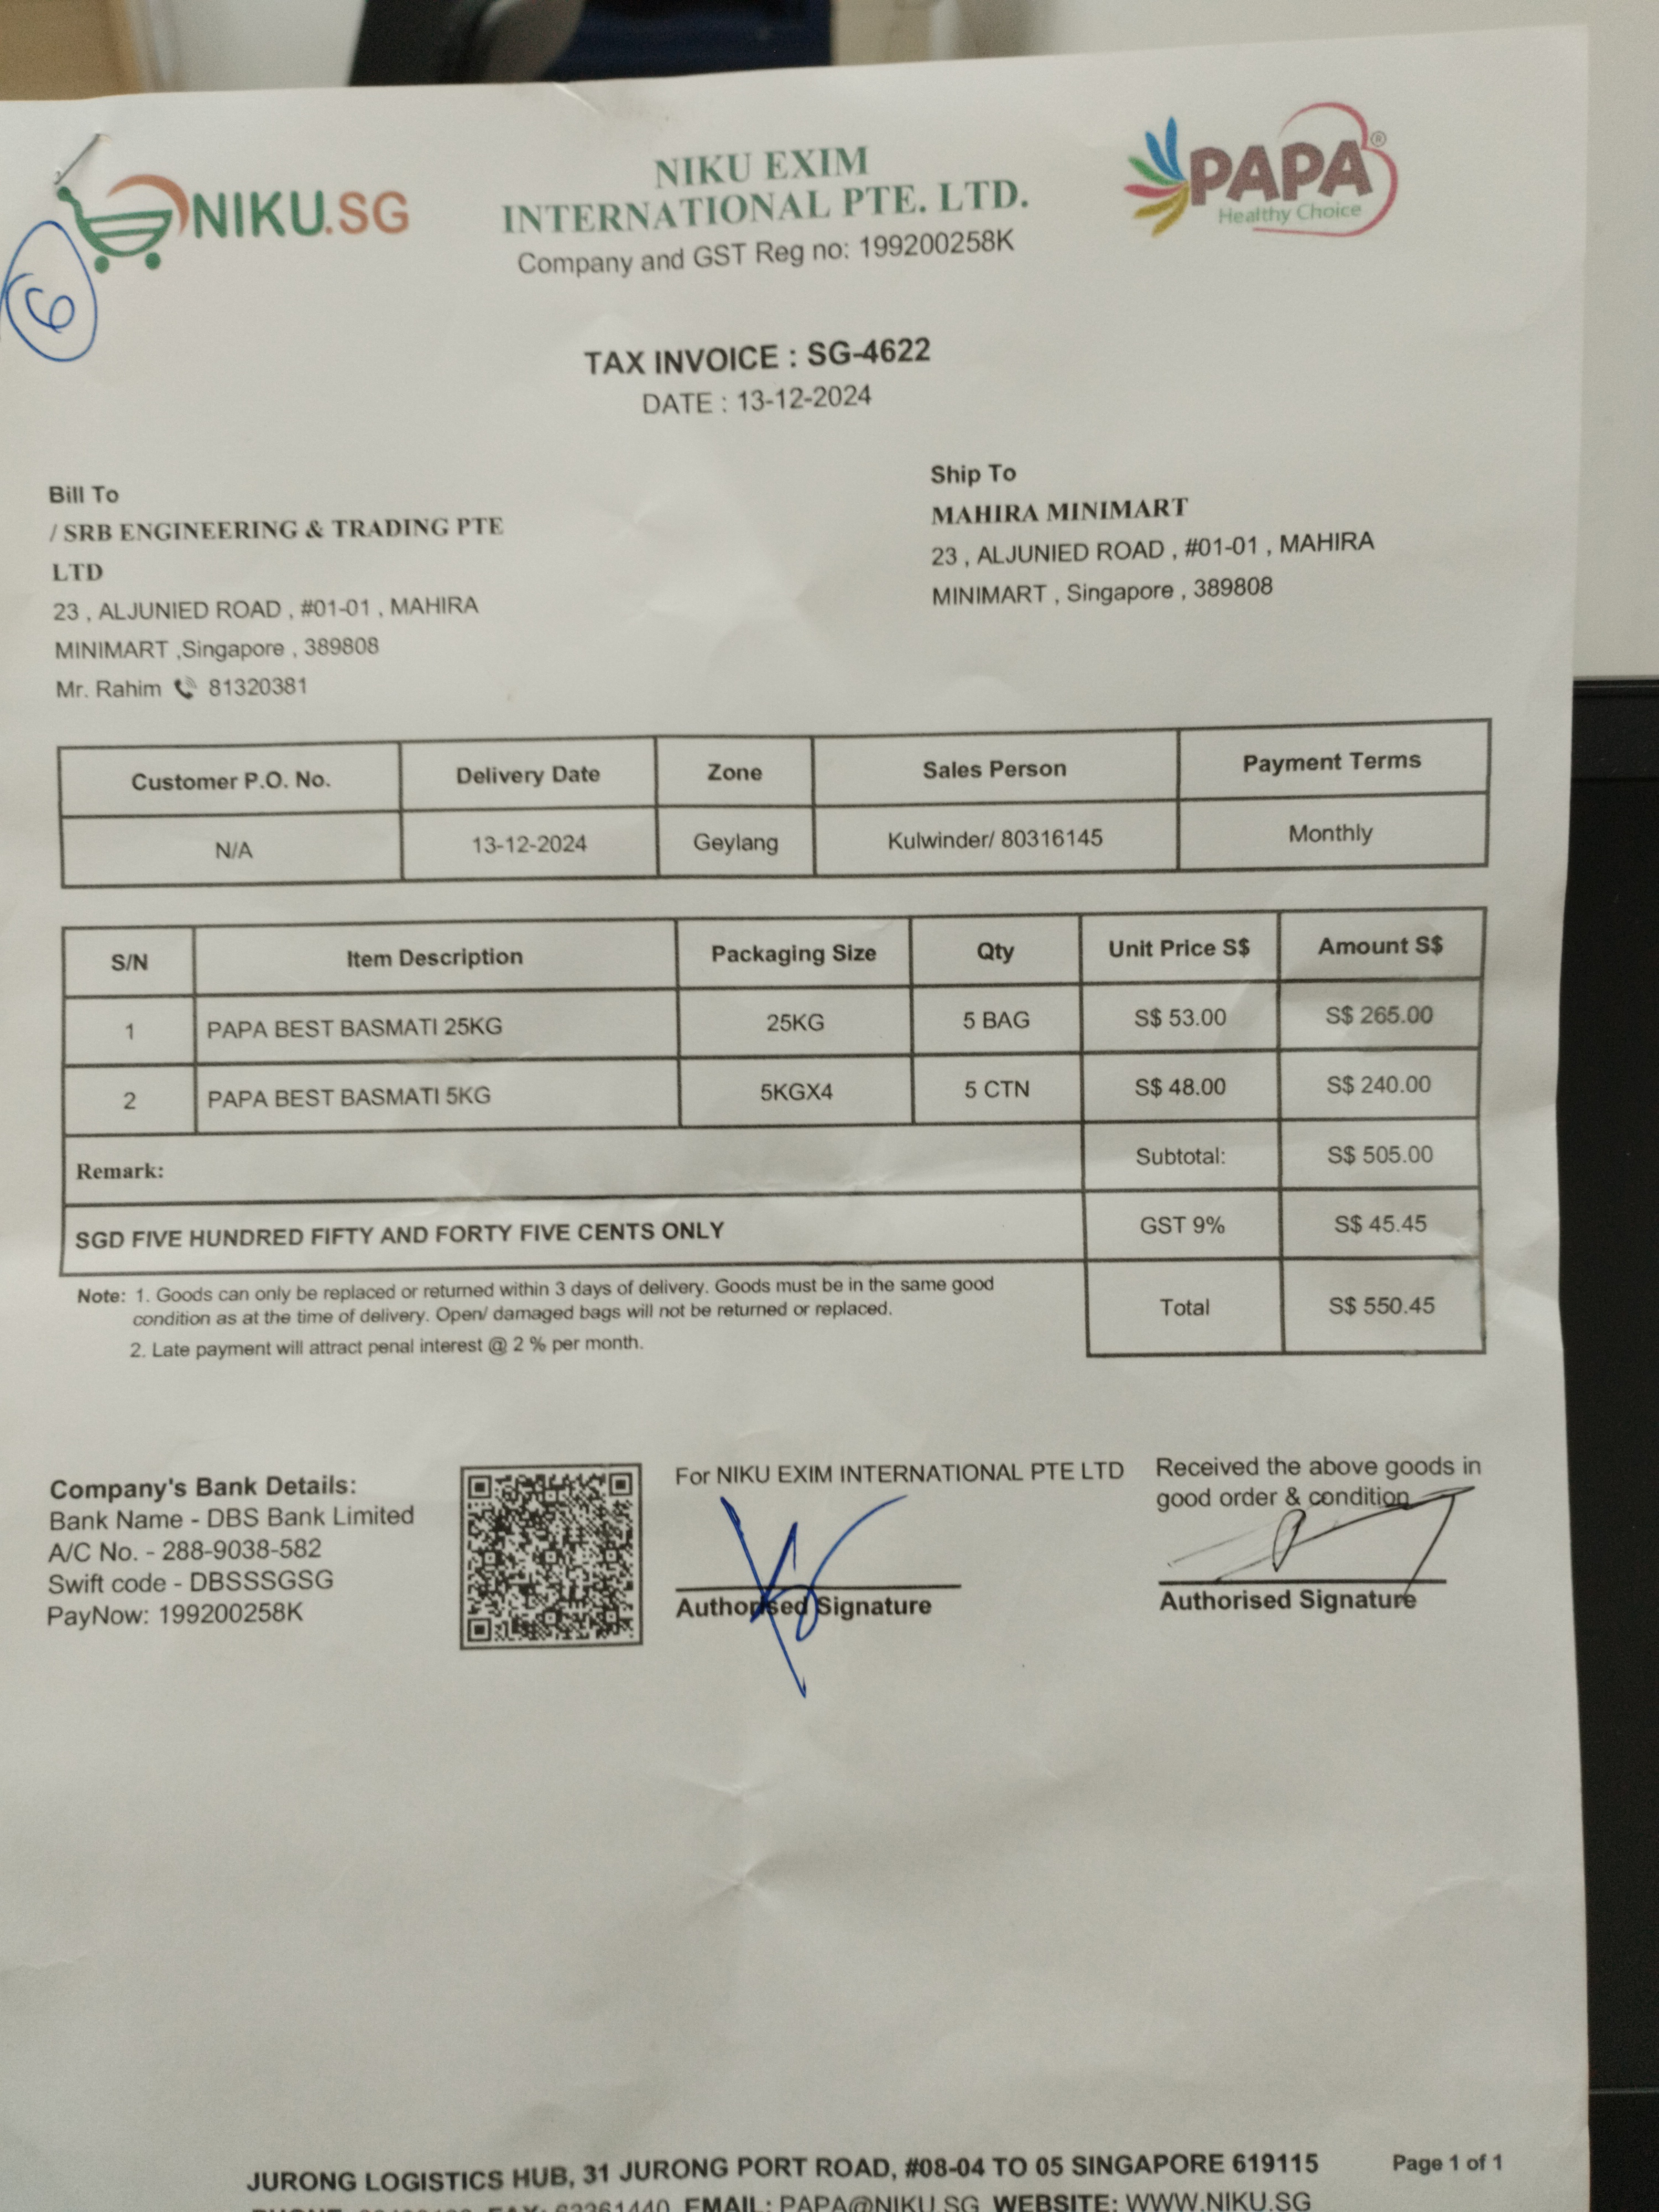 NIKU.SG
NIKU EXIM
INTERNATIONAL PTE. LTD.
Company and GST Reg no: 199200258K
PAPA®
Healthy Choice
6
TAX INVOICE : SG-4622
DATE : 13-12-2024
Bill To
/ SRB ENGINEERING & TRADING PTE
LTD
23 , ALJUNIED ROAD , #01-01 , MAHIRA
MINIMART ,Singapore , 389808
Mr. Rahim 81320381
Ship To
MAHIRA MINIMART
23 , ALJUNIED ROAD , #01-01 , MAHIRA
MINIMART , Singapore , 389808
Customer P.O. No. Delivery Date Zone Sales Person Payment Terms
N/A 13-12-2024 Geylang Kulwinder/ 80316145 Monthly
S/N Item Description Packaging Size Qty Unit Price S$ Amount S$
1 PAPA BEST BASMATI 25KG 25KG 5 BAG S$ 53.00 S$ 265.00
2 PAPA BEST BASMATI 5KG 5KGX4 5 CTN S$ 48.00 S$ 240.00
Remark: Subtotal: S$ 505.00
SGD FIVE HUNDRED FIFTY AND FORTY FIVE CENTS ONLY GST 9% S$ 45.45
Total S$ 550.45
Note: 1. Goods can only be replaced or returned within 3 days of delivery. Goods must be in the same good
condition as at the time of delivery. Open/ damaged bags will not be returned or replaced.
2. Late payment will attract penal interest @ 2 % per month.
Company's Bank Details:
Bank Name - DBS Bank Limited
A/C No. - 288-9038-582
Swift code - DBSSSGSG
PayNow: 199200258K
For NIKU EXIM INTERNATIONAL PTE LTD
Authorised Signature
Received the above goods in
good order & condition
Authorised Signature
JURONG LOGISTICS HUB, 31 JURONG PORT ROAD, #08-04 TO 05 SINGAPORE 619115
Page 1 of 1
FAX: 62261440 EMAIL: PAPA@NIKU.SG WEBSITE: WWW.NIKU.SG